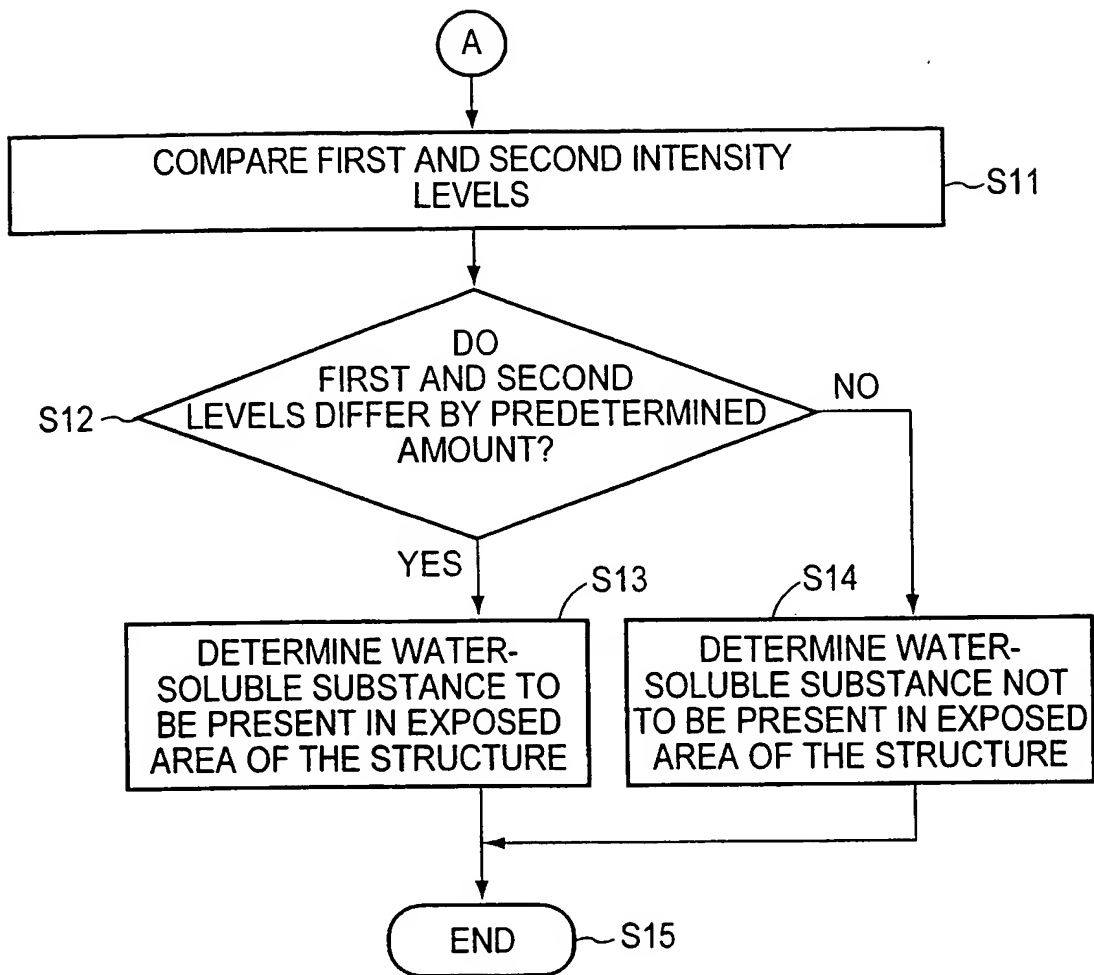 A
COMPARE FIRST AND SECOND INTENSITY
LEVELS
S11
DO
FIRST AND SECOND
LEVELS DIFFER BY PREDETERMINED
AMOUNT?
S12
NO
YES
S13
DETERMINE WATER-
SOLUBLE SUBSTANCE TO
BE PRESENT IN EXPOSED
AREA OF THE STRUCTURE
S14
DETERMINE WATER-
SOLUBLE SUBSTANCE NOT
TO BE PRESENT IN EXPOSED
AREA OF THE STRUCTURE
END
S15